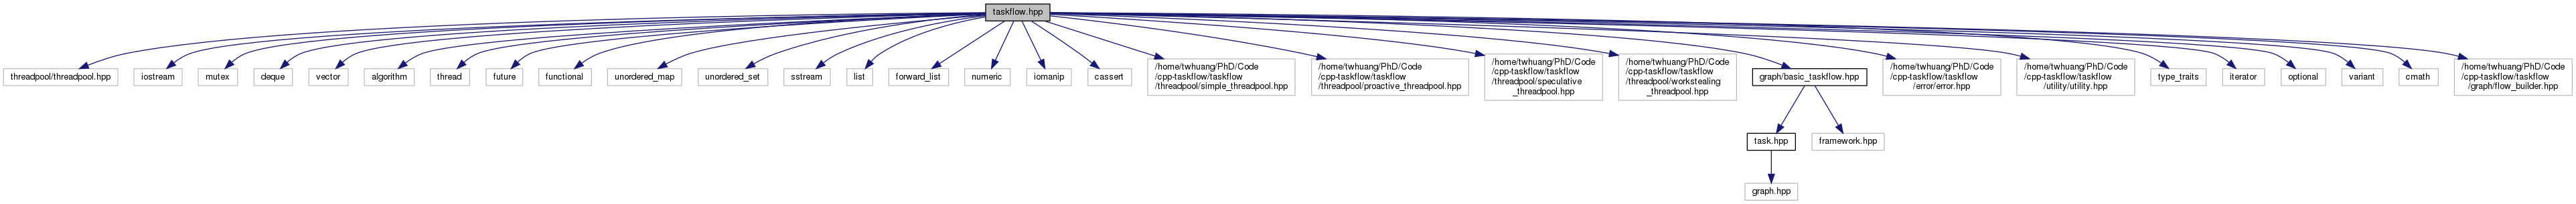 taskflow.hpp
threadpool/threadpool.hpp
iostream
mutex
deque
vector
algorithm
thread
future
functional
unordered_map
unordered_set
sstream
list
forward_list
numeric
iomanip
cassert
/home/twhuang/PhD/Code
/cpp-taskflow/taskflow
/threadpool/simple_threadpool.hpp
/home/twhuang/PhD/Code
/cpp-taskflow/taskflow
/threadpool/proactive_threadpool.hpp
/home/twhuang/PhD/Code
/cpp-taskflow/taskflow
/threadpool/speculative
_threadpool.hpp
/home/twhuang/PhD/Code
/cpp-taskflow/taskflow
/threadpool/workstealing
_threadpool.hpp
graph/basic_taskflow.hpp
/home/twhuang/PhD/Code
/cpp-taskflow/taskflow
/error/error.hpp
/home/twhuang/PhD/Code
/cpp-taskflow/taskflow
/utility/utility.hpp
type_traits
iterator
optional
variant
cmath
/home/twhuang/PhD/Code
/cpp-taskflow/taskflow
/graph/flow_builder.hpp
task.hpp
framework.hpp
graph.hpp